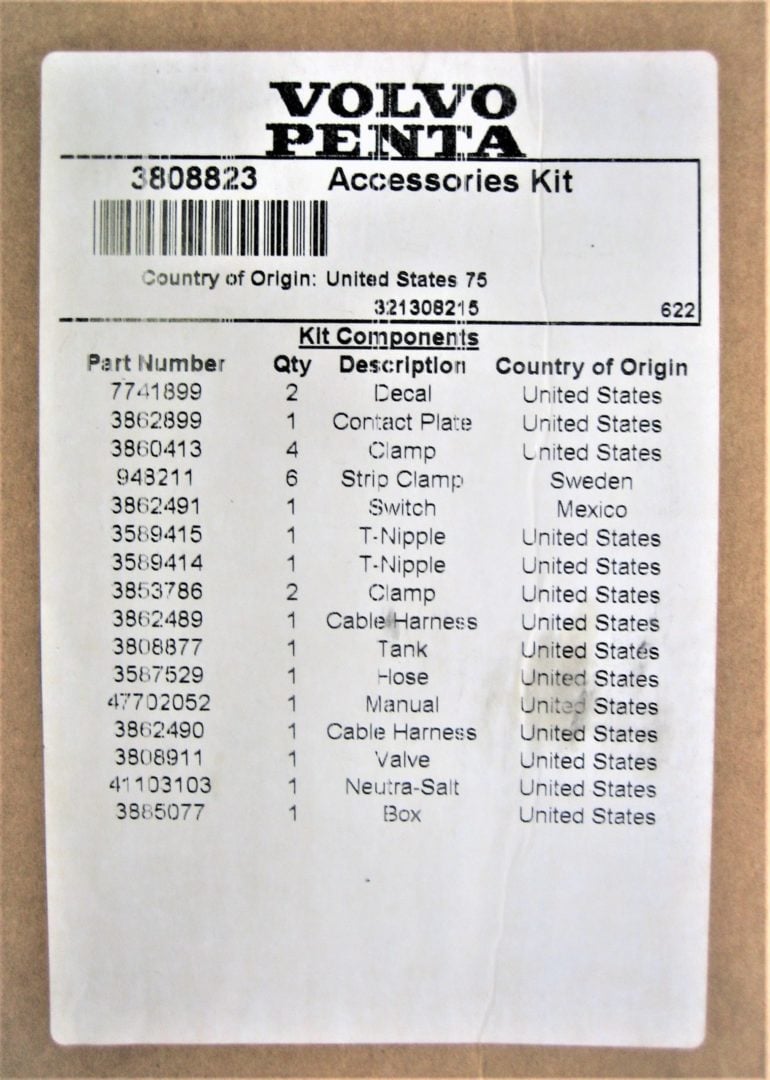 VOLVO
PENTA
3808823 Accessories Kit
Country of Origin: United States 75
321308215 622
Kit Components
Part Number Qty Description Country of Origin
7741899 2 Decal United States
3862899 1 Contact Plate United States
3860413 4 Clamp United States
948211 6 Strip Clamp Sweden
3862491 1 Switch Mexico
3589415 1 T-Nipple United States
3589414 1 T-Nipple United States
3853786 2 Clamp United States
3862489 1 Cable Harness United States
3808877 1 Tank United States
3587529 1 Hose United States
47702052 1 Manual United States
3862490 1 Cable Harness United States
3808911 1 Valve United States
41103103 1 Neutra-Salt United States
3885077 1 Box United States